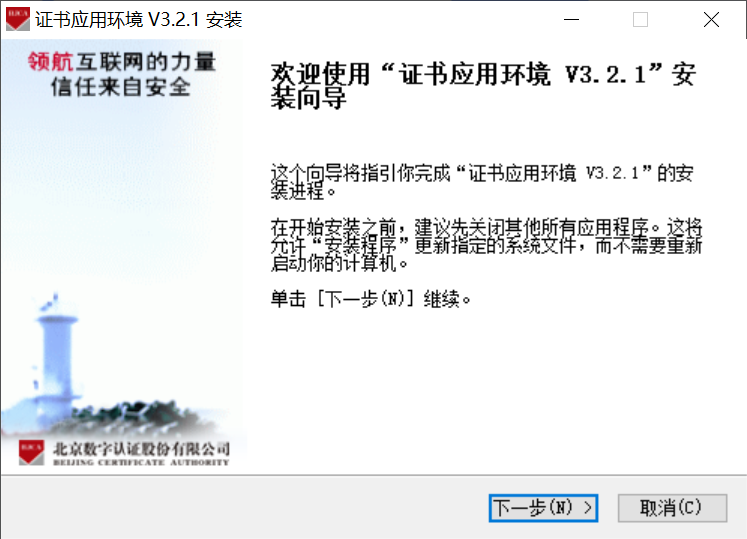 证书应用环境 V3.2.1 安装
领航互联网的力量
信任来自安全
欢迎使用“证书应用环境 V3.2.1”安
装向导
这个向导将指引你完成“证书应用环境 V3.2.1”的安
装进程。
在开始安装之前，建议先关闭其他所有应用程序。这将
允许“安装程序”更新指定的系统文件，而不需要重新
启动你的计算机。
单击 [下一步(N)] 继续。
BJCA
北京数字认证股份有限公司
BEIJING CERTIFICATE AUTHORITY
下一步(N) >
取消(C)